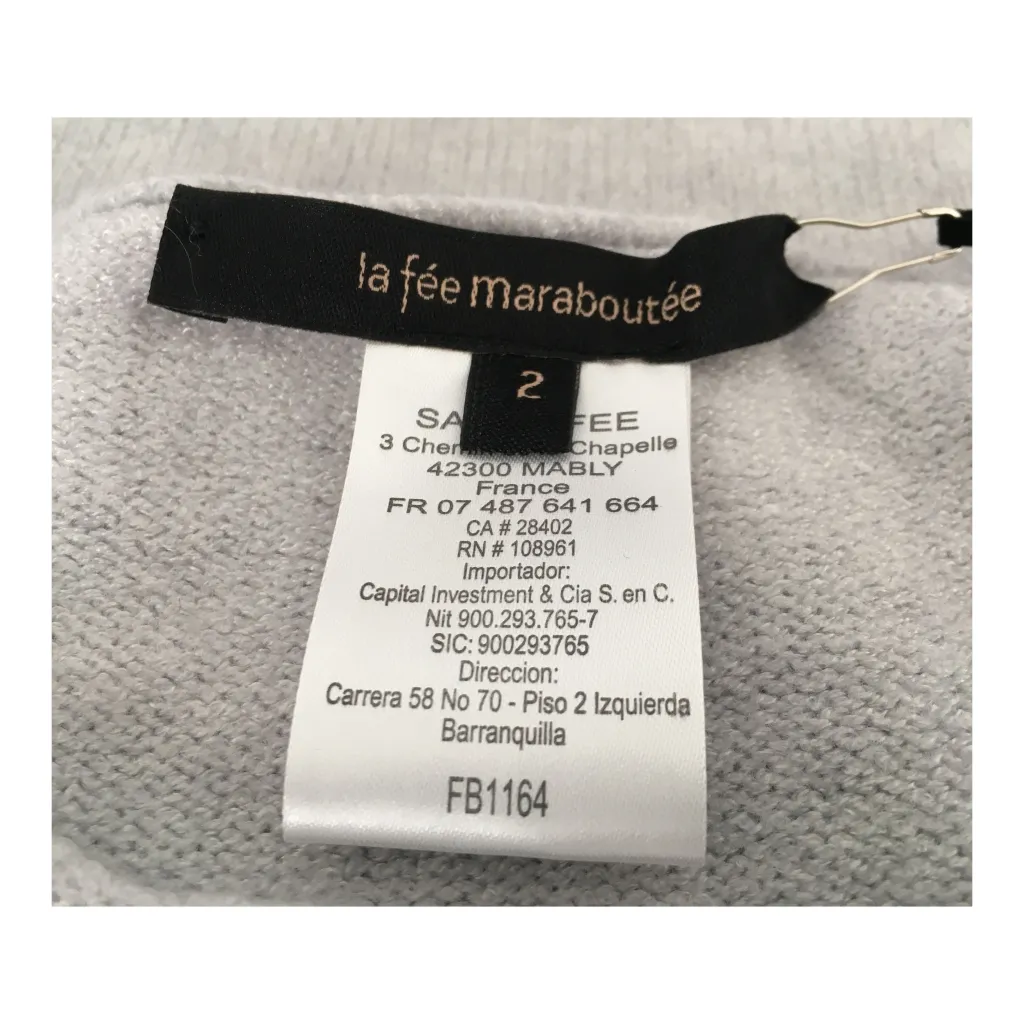 la fée maraboutée
2
SA FEE
3 Chapelle
42300 MABLY
France
FR 07 487 641 664
CA # 28402
RN # 108961
Importador:
Capital Investment & Cia S. en C.
Nit 900.293.765-7
SIC: 900293765
Direccion:
Carrera 58 No 70 - Piso 2 Izquierda
Barranquilla
FB1164